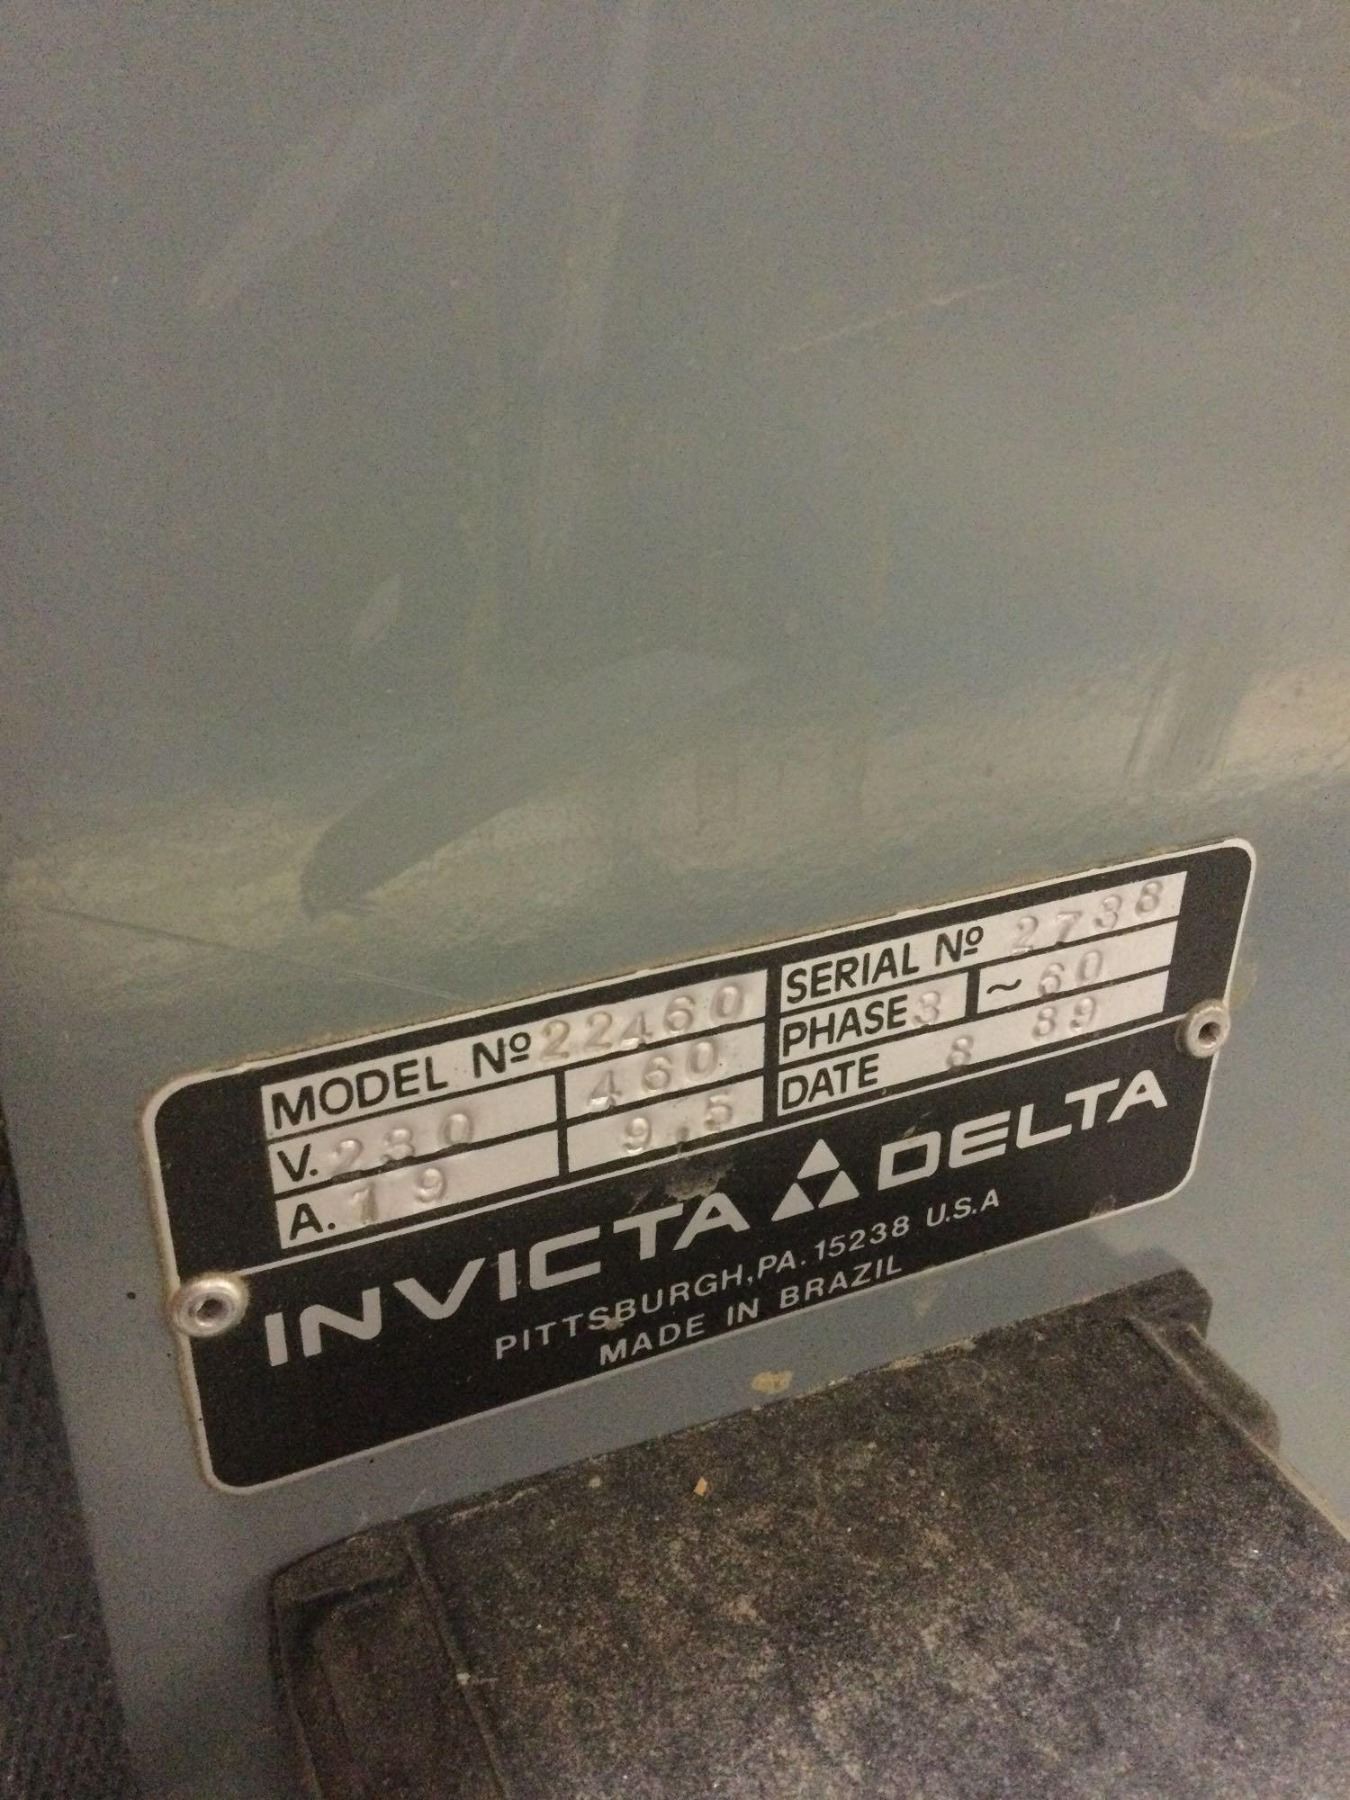 MODEL Nº 22460
V. 230 460
A. 19 9.5
SERIAL Nº 2738
PHASE 3 ~ 60
DATE 8 89
INVICTA DELTA
PITTSBURGH, PA. 15238 U.S.A
MADE IN BRAZIL